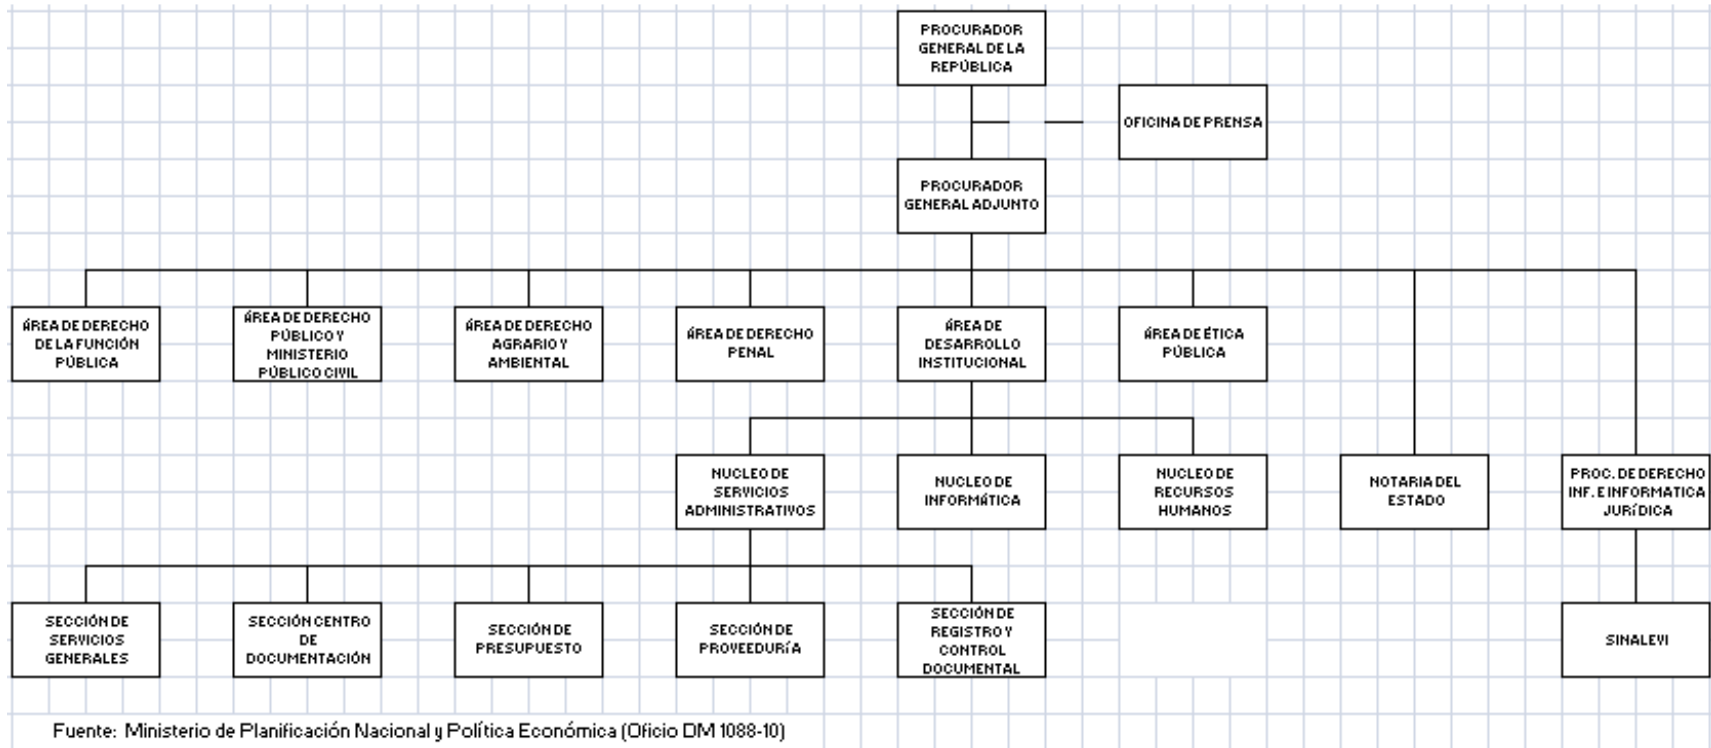 PROCURADOR
GENERAL DE LA
REPÚBLICA
OFICINA DE PRENSA
PROCURADOR
GENERAL ADJUNTO
ÁREA DE DERECHO
DE LA FUNCIÓN
PÚBLICA
ÁREA DE DERECHO
PÚBLICO Y
MINISTERIO
PÚBLICO CIVIL
ÁREA DE DERECHO
AGRARIO Y
AMBIENTAL
ÁREA DE DERECHO
PENAL
ÁREA DE
DESARROLLO
INSTITUCIONAL
ÁREA DE ÉTICA
PÚBLICA
NUCLEO DE
SERVICIOS
ADMINISTRATIVOS
NUCLEO DE
INFORMÁTICA
NUCLEO DE
RECURSOS
HUMANOS
NOTARIA DEL
ESTADO
PROC. DE DERECHO
INF. E INFORMATICA
JURÍDICA
SECCIÓN DE
SERVICIOS
GENERALES
SECCIÓN CENTRO
DE
DOCUMENTACIÓN
SECCIÓN DE
PRESUPUESTO
SECCIÓN DE
PROVEEDURÍA
SECCIÓN DE
REGISTRO Y
CONTROL
DOCUMENTAL
SINALEVI
Fuente: Ministerio de Planificación Nacional y Política Económica (Oficio DM 1088-10)